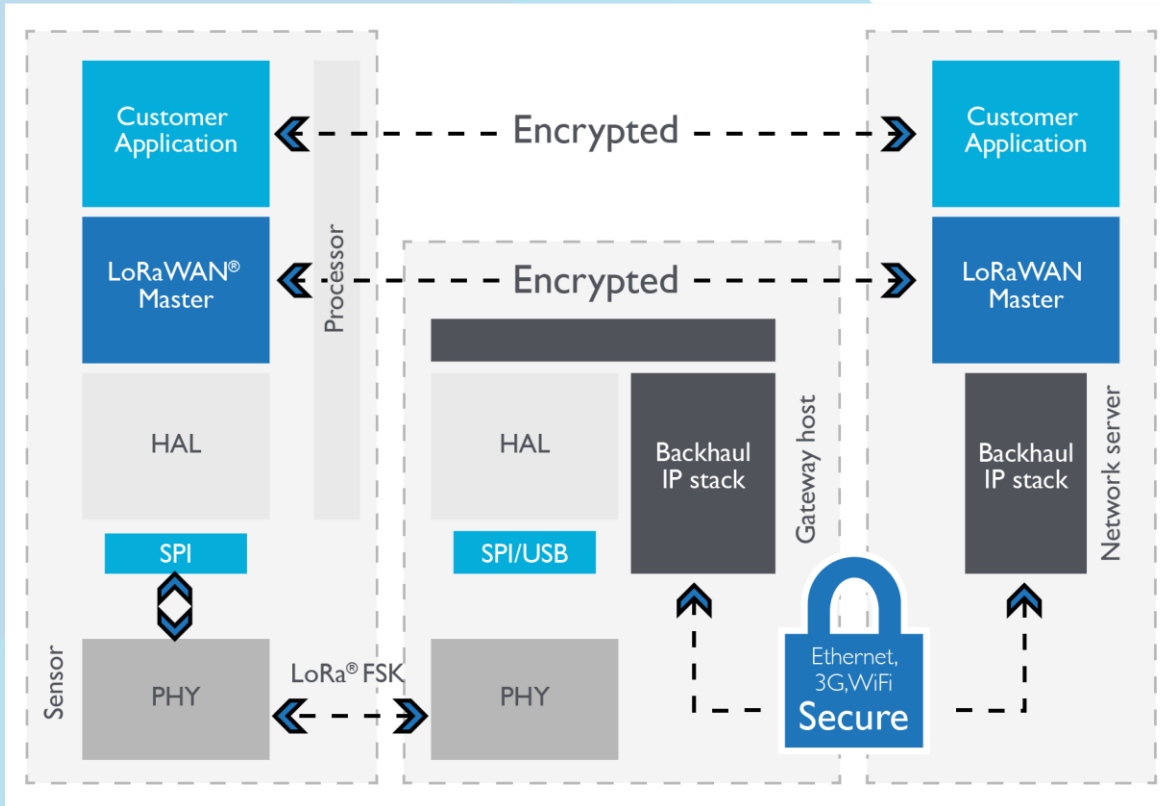 Customer
Application
LoRaWAN®
Master
HAL
SPI
PHY
Processor
Sensor
Encrypted
Encrypted
LoRa® FSK
HAL
SPI/USB
PHY
Backhaul
IP stack
Gateway host
Ethernet,
3G,WiFi
Secure
Customer
Application
LoRaWAN
Master
Backhaul
IP stack
Network server